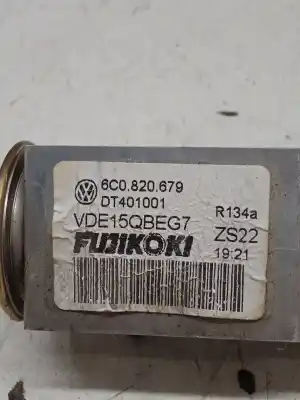 6C0.820.679
DT401001
VDE15QBEG7 R134a
FUJIKOKI ZS22
19:21